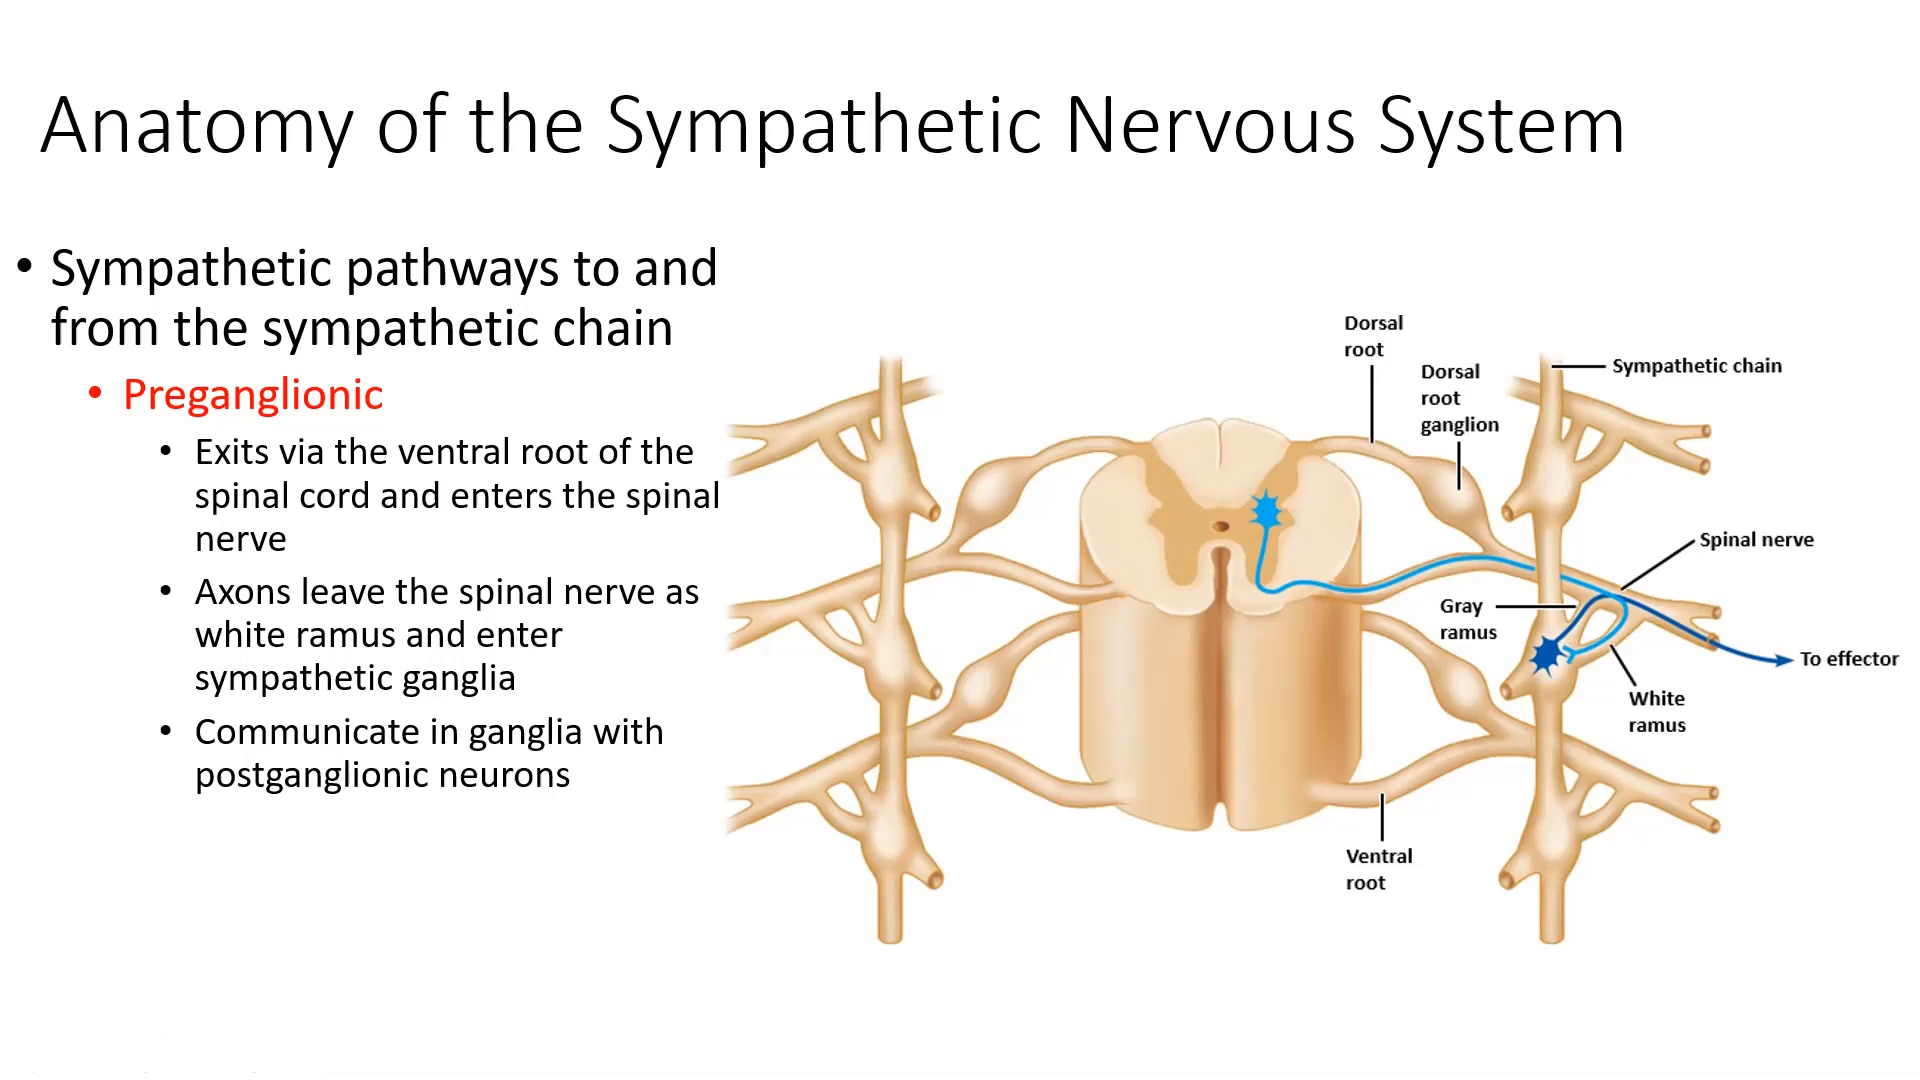 Anatomy of the Sympathetic Nervous System
• Sympathetic pathways to and
from the sympathetic chain
• Preganglionic
• Exits via the ventral root of the
spinal cord and enters the spinal
nerve
• Axons leave the spinal nerve as
white ramus and enter
sympathetic ganglia
• Communicate in ganglia with
postganglionic neurons
Dorsal
root
Dorsal
root
ganglion
Sympathetic chain
Spinal nerve
Gray
ramus
To effector
White
ramus
Ventral
root